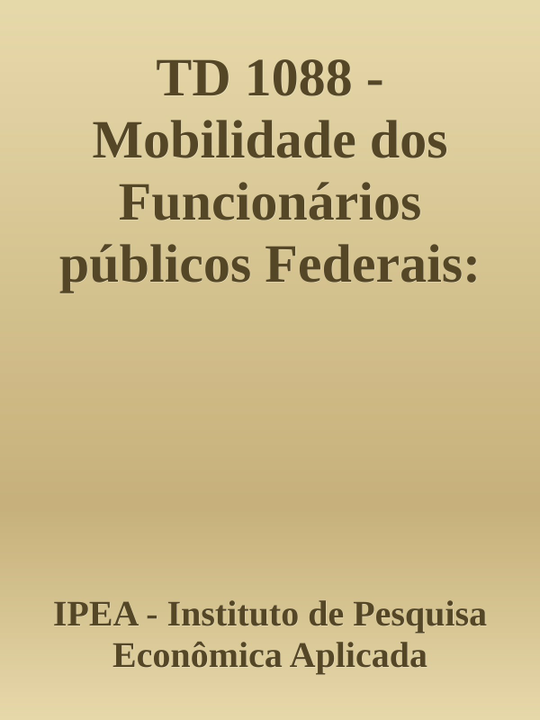 TD 1088 -
Mobilidade dos
Funcionários
públicos Federais:
IPEA - Instituto de Pesquisa
Econômica Aplicada